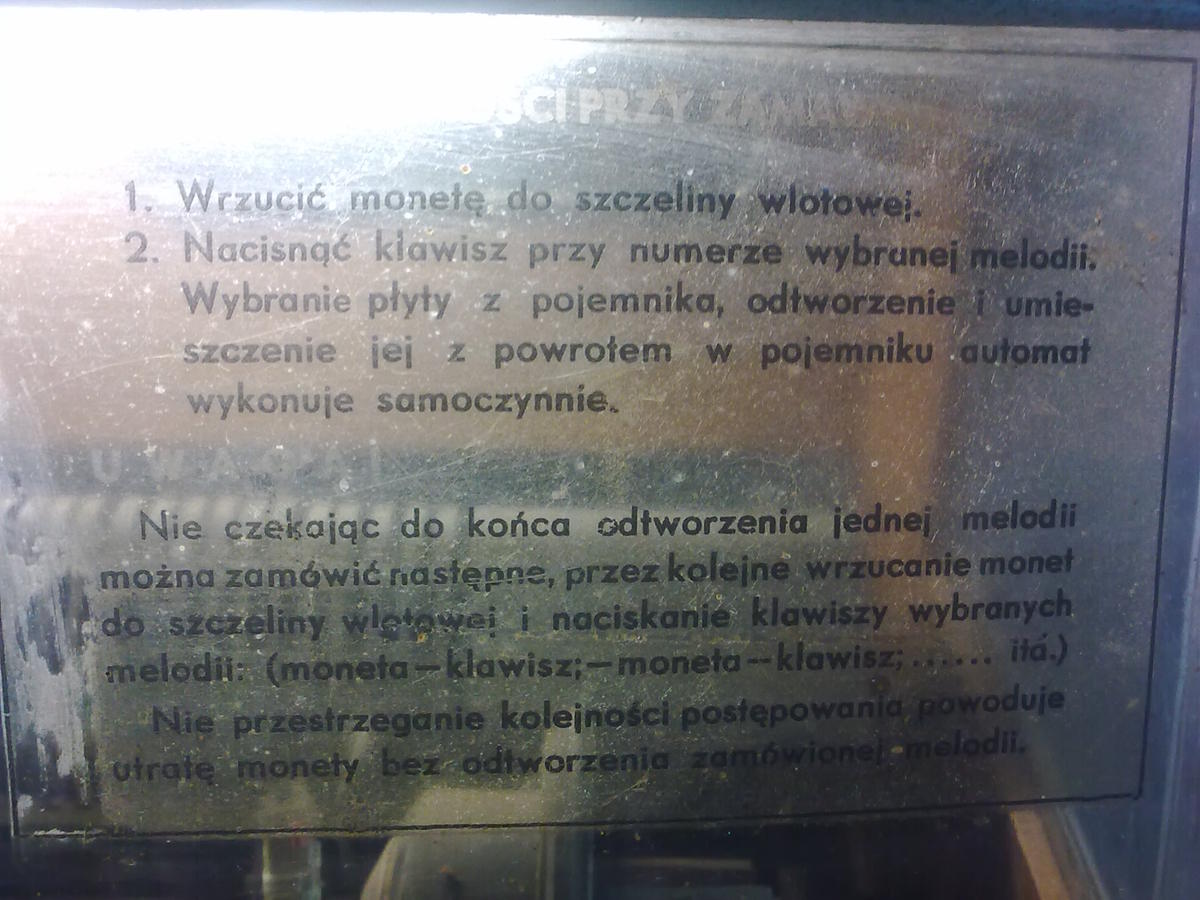 PRZY
1. Wrzucić monetę do szczeliny wlotowej.
2. Nacisnąć klawisz przy numerze wybranej melodii.
Wybranie płyty z pojemnika, odtworzenie i umie-
szczenie jej z powrotem w pojemniku automat
wykonuje samoczynnie.
UWAGA!
Nie czekając do końca odtworzenia jednej melodii
można zamówić następne, przez kolejne wrzucanie monet
do szczeliny wlotowej i naciskanie klawiszy wybranych
melodii: (moneta—klawisz;—moneta—klawisz;...... itd.)
Nie przestrzeganie kolejności postępowania powoduje
utratę monety bez odtworzenia zamówionej melodii.